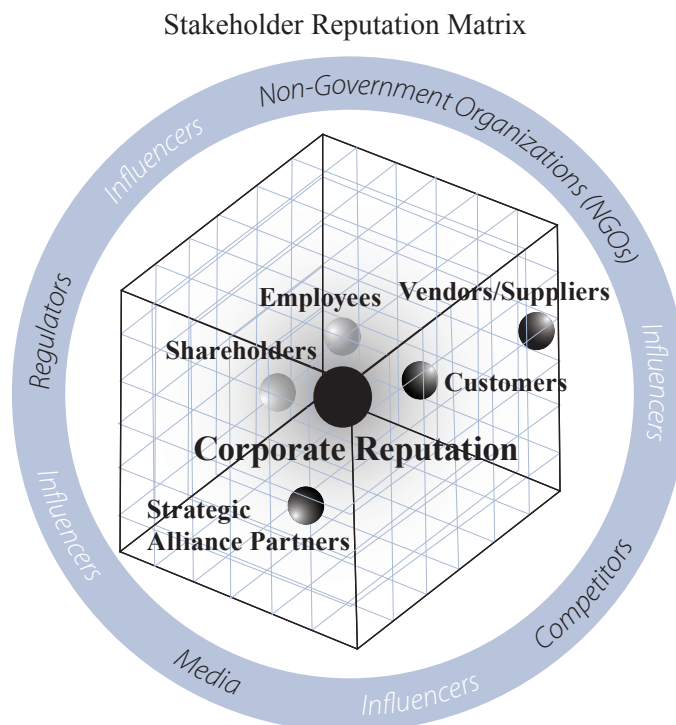 Stakeholder Reputation Matrix
Non-Government Organizations (NGOs)
Influencers
Regulators
Employees
Vendors/Suppliers
Shareholders
Influencers
Customers
Corporate Reputation
Influencers
Strategic
Alliance Partners
Competitors
Media
Influencers